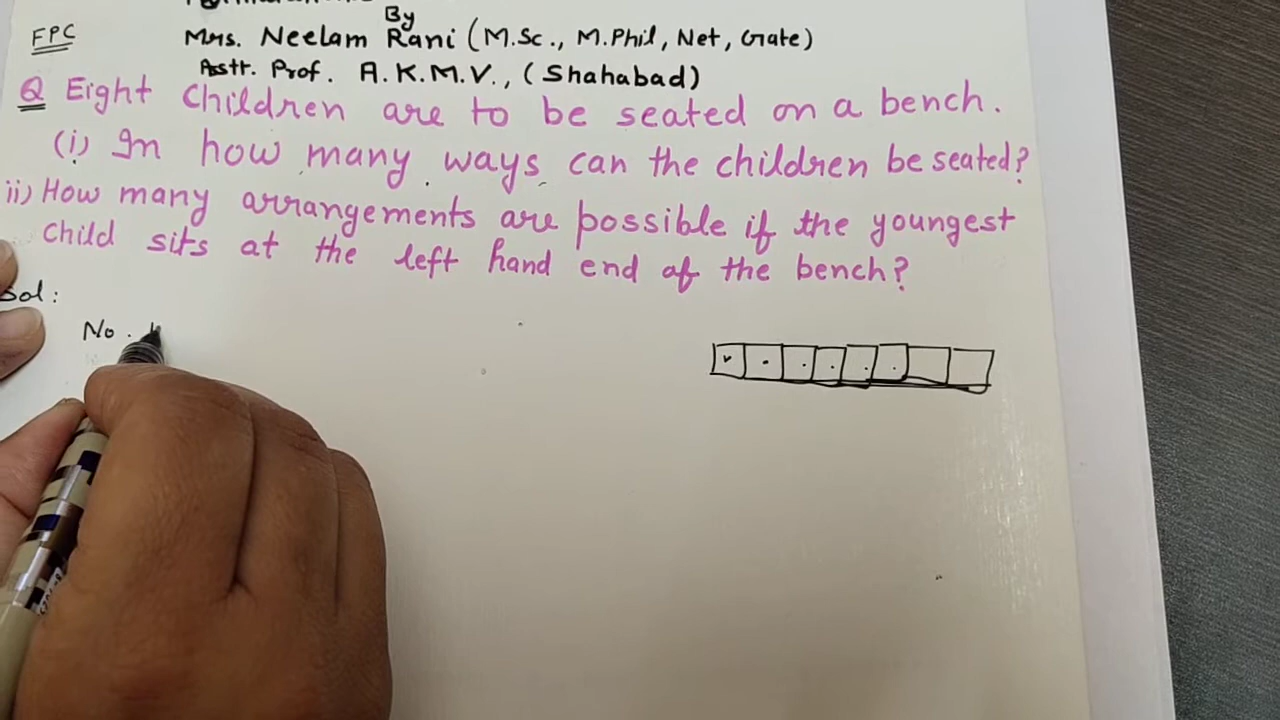 By
FPC
Mrs. Neelam Rani (M.Sc., M.Phil, Net, Gate)
Astt. Prof. A.K.M.V., (Shahabad)
Q Eight Children are to be seated on a bench.
(i) In how many ways can the children be seated?
ii) How many arrangements are possible if the youngest
child sits at the left hand end of the bench?
Sol:
No.